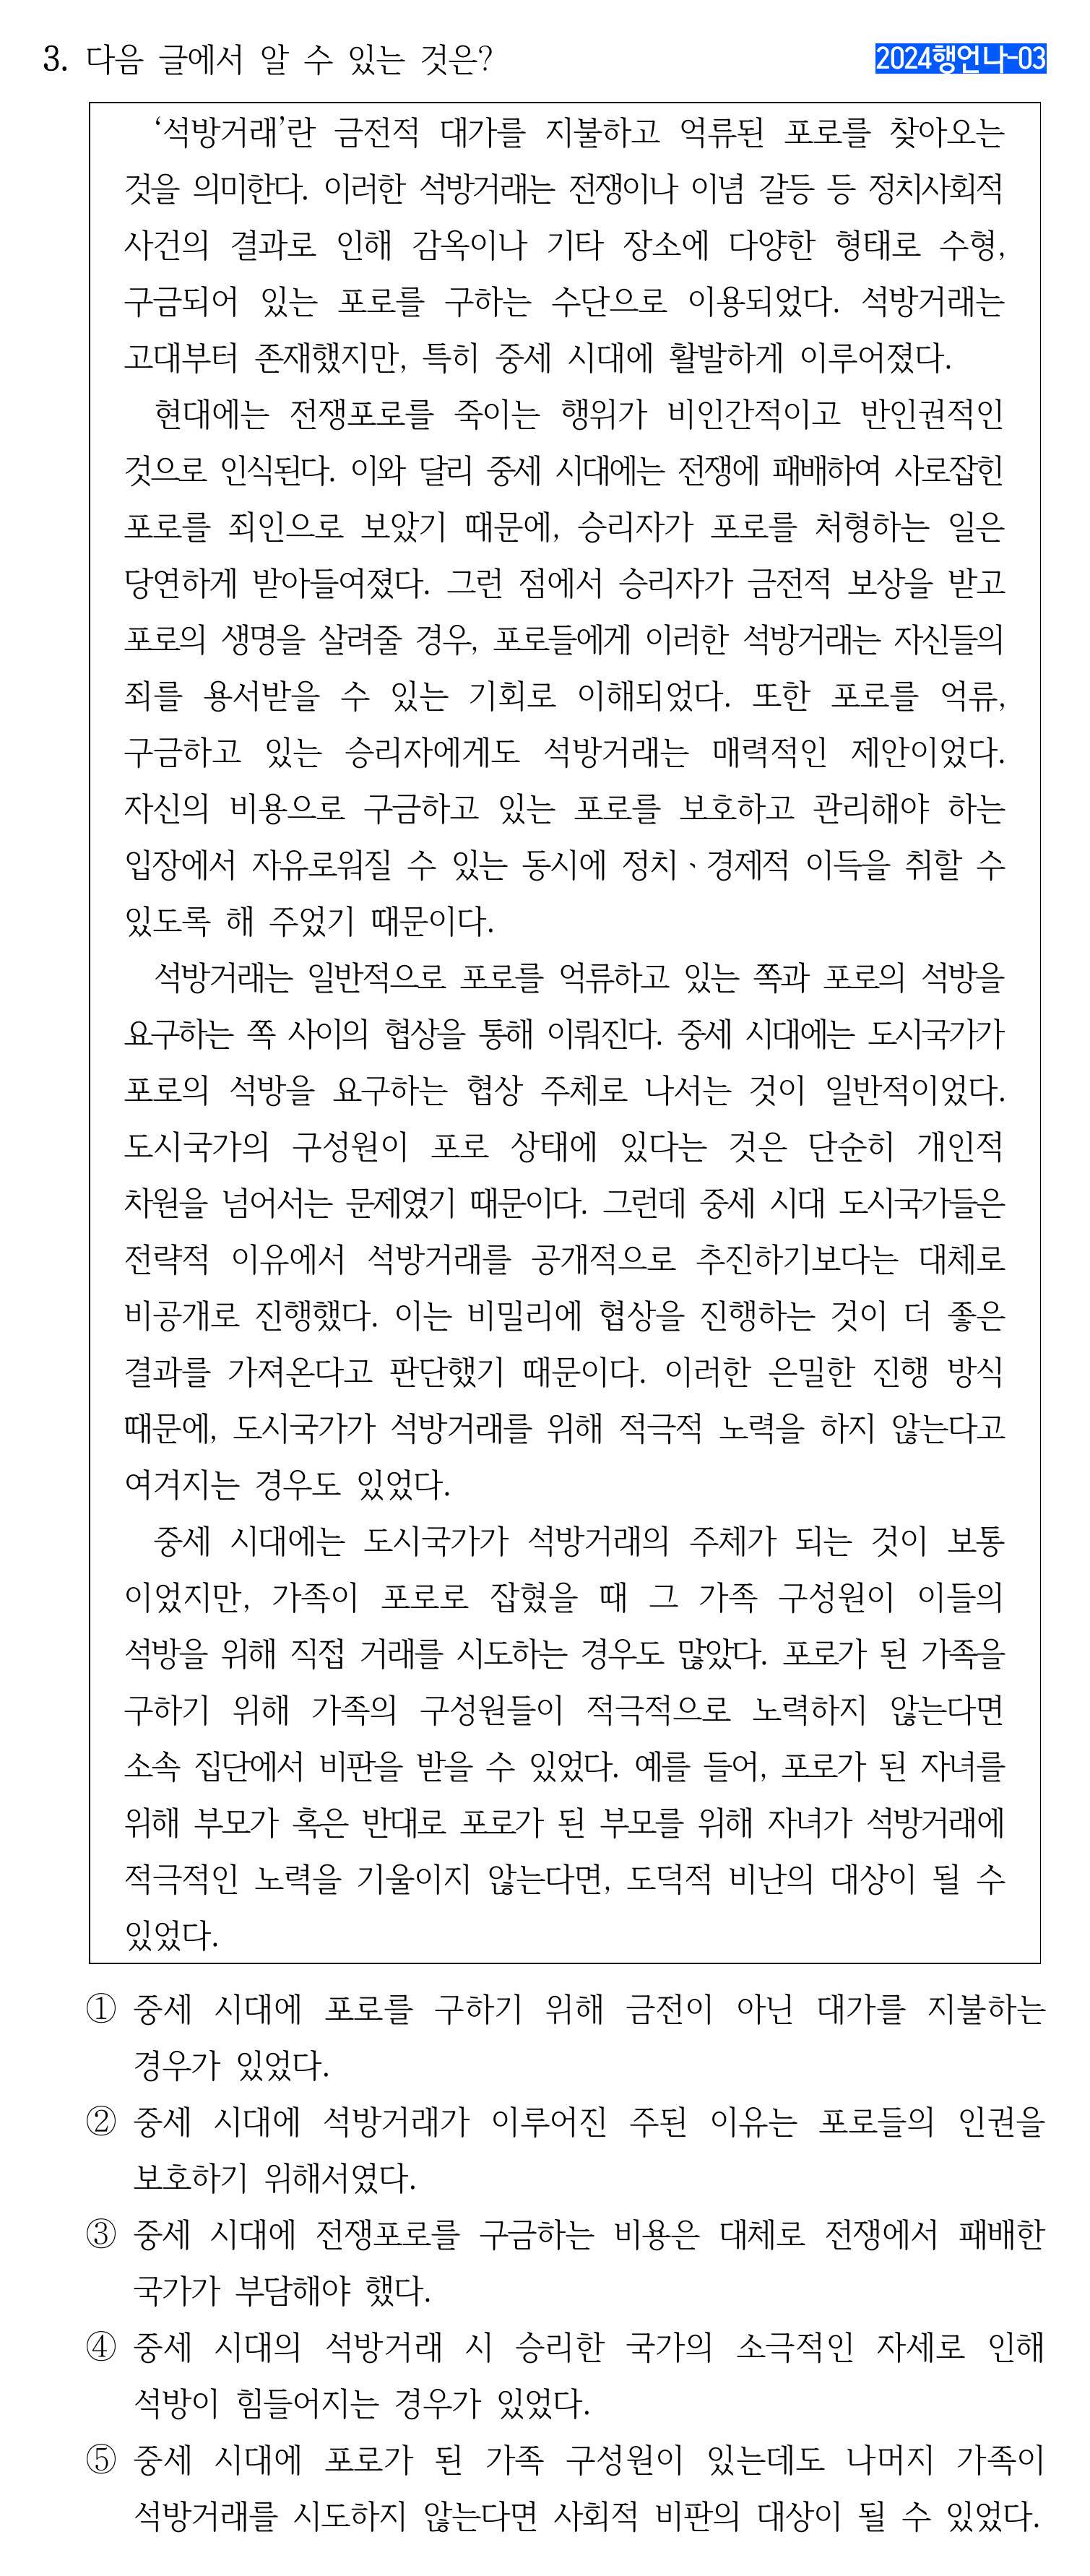 3. 다음 글에서 알 수 있는 것은?
2024행언나-03
‘석방거래’란 금전적 대가를 지불하고 억류된 포로를 찾아오는
것을 의미한다. 이러한 석방거래는 전쟁이나 이념 갈등 등 정치사회적
사건의 결과로 인해 감옥이나 기타 장소에 다양한 형태로 수형,
구금되어 있는 포로를 구하는 수단으로 이용되었다. 석방거래는
고대부터 존재했지만, 특히 중세 시대에 활발하게 이루어졌다.
현대에는 전쟁포로를 죽이는 행위가 비인간적이고 반인권적인
것으로 인식된다. 이와 달리 중세 시대에는 전쟁에 패배하여 사로잡힌
포로를 죄인으로 보았기 때문에, 승리자가 포로를 처형하는 일은
당연하게 받아들여졌다. 그런 점에서 승리자가 금전적 보상을 받고
포로의 생명을 살려줄 경우, 포로들에게 이러한 석방거래는 자신들의
죄를 용서받을 수 있는 기회로 이해되었다. 또한 포로를 억류,
구금하고 있는 승리자에게도 석방거래는 매력적인 제안이었다.
자신의 비용으로 구금하고 있는 포로를 보호하고 관리해야 하는
입장에서 자유로워질 수 있는 동시에 정치ㆍ경제적 이득을 취할 수
있도록 해 주었기 때문이다.
석방거래는 일반적으로 포로를 억류하고 있는 쪽과 포로의 석방을
요구하는 쪽 사이의 협상을 통해 이뤄진다. 중세 시대에는 도시국가가
포로의 석방을 요구하는 협상 주체로 나서는 것이 일반적이었다.
도시국가의 구성원이 포로 상태에 있다는 것은 단순히 개인적
차원을 넘어서는 문제였기 때문이다. 그런데 중세 시대 도시국가들은
전략적 이유에서 석방거래를 공개적으로 추진하기보다는 대체로
비공개로 진행했다. 이는 비밀리에 협상을 진행하는 것이 더 좋은
결과를 가져온다고 판단했기 때문이다. 이러한 은밀한 진행 방식
때문에, 도시국가가 석방거래를 위해 적극적 노력을 하지 않는다고
여겨지는 경우도 있었다.
중세 시대에는 도시국가가 석방거래의 주체가 되는 것이 보통
이었지만, 가족이 포로로 잡혔을 때 그 가족 구성원이 이들의
석방을 위해 직접 거래를 시도하는 경우도 많았다. 포로가 된 가족을
구하기 위해 가족의 구성원들이 적극적으로 노력하지 않는다면
소속 집단에서 비판을 받을 수 있었다. 예를 들어, 포로가 된 자녀를
위해 부모가 혹은 반대로 포로가 된 부모를 위해 자녀가 석방거래에
적극적인 노력을 기울이지 않는다면, 도덕적 비난의 대상이 될 수
있었다.
① 중세 시대에 포로를 구하기 위해 금전이 아닌 대가를 지불하는
경우가 있었다.
② 중세 시대에 석방거래가 이루어진 주된 이유는 포로들의 인권을
보호하기 위해서였다.
③ 중세 시대에 전쟁포로를 구금하는 비용은 대체로 전쟁에서 패배한
국가가 부담해야 했다.
④ 중세 시대의 석방거래 시 승리한 국가의 소극적인 자세로 인해
석방이 힘들어지는 경우가 있었다.
⑤ 중세 시대에 포로가 된 가족 구성원이 있는데도 나머지 가족이
석방거래를 시도하지 않는다면 사회적 비판의 대상이 될 수 있었다.